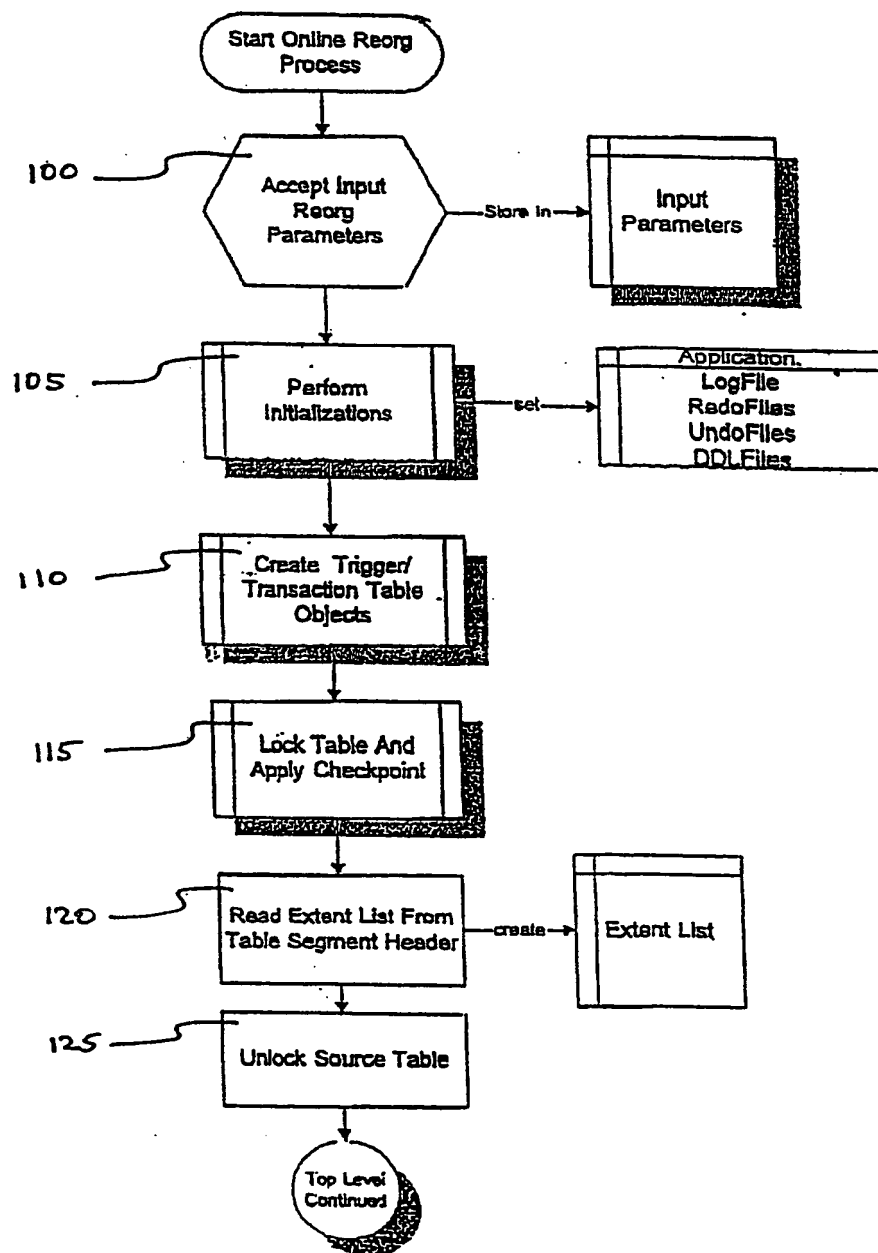 Start Online Reorg
Process
100
Accept Input
Reorg
Parameters
Store in
Input
Parameters
105
Perform
Initializations
set
Application.
LogFile
RedoFiles
UndoFiles
DDLFiles
110
Create Trigger/
Transaction Table
Objects
115
Lock Table And
Apply Checkpoint
120
Read Extent List From
Table Segment Header
create
Extent List
125
Unlock Source Table
Top Level
Continued